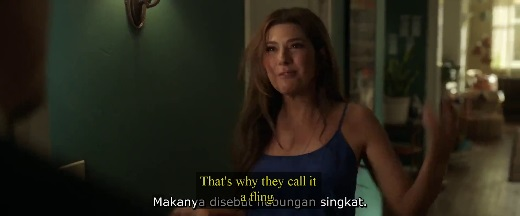 That's why they call it
a fling.
Makanya disebut hubungan singkat.